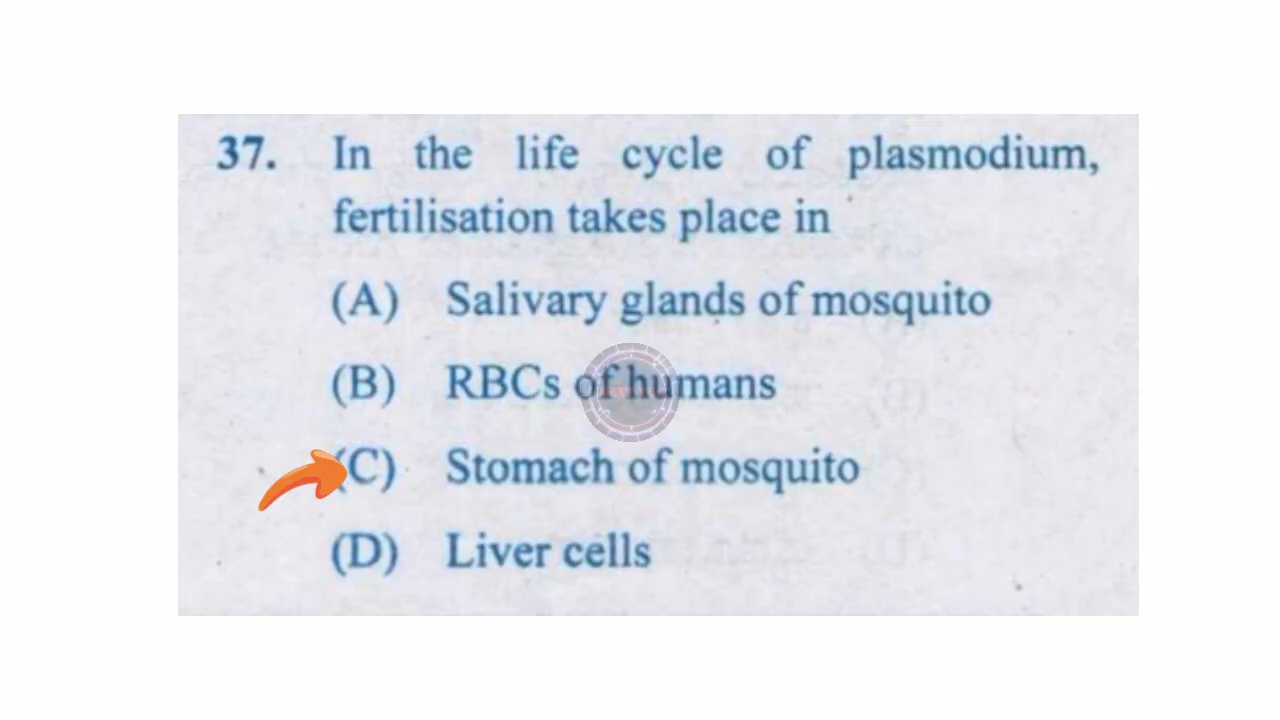 37. In the life cycle of plasmodium,
fertilisation takes place in
(A) Salivary glands of mosquito
(B) RBCs of humans
(C) Stomach of mosquito
(D) Liver cells